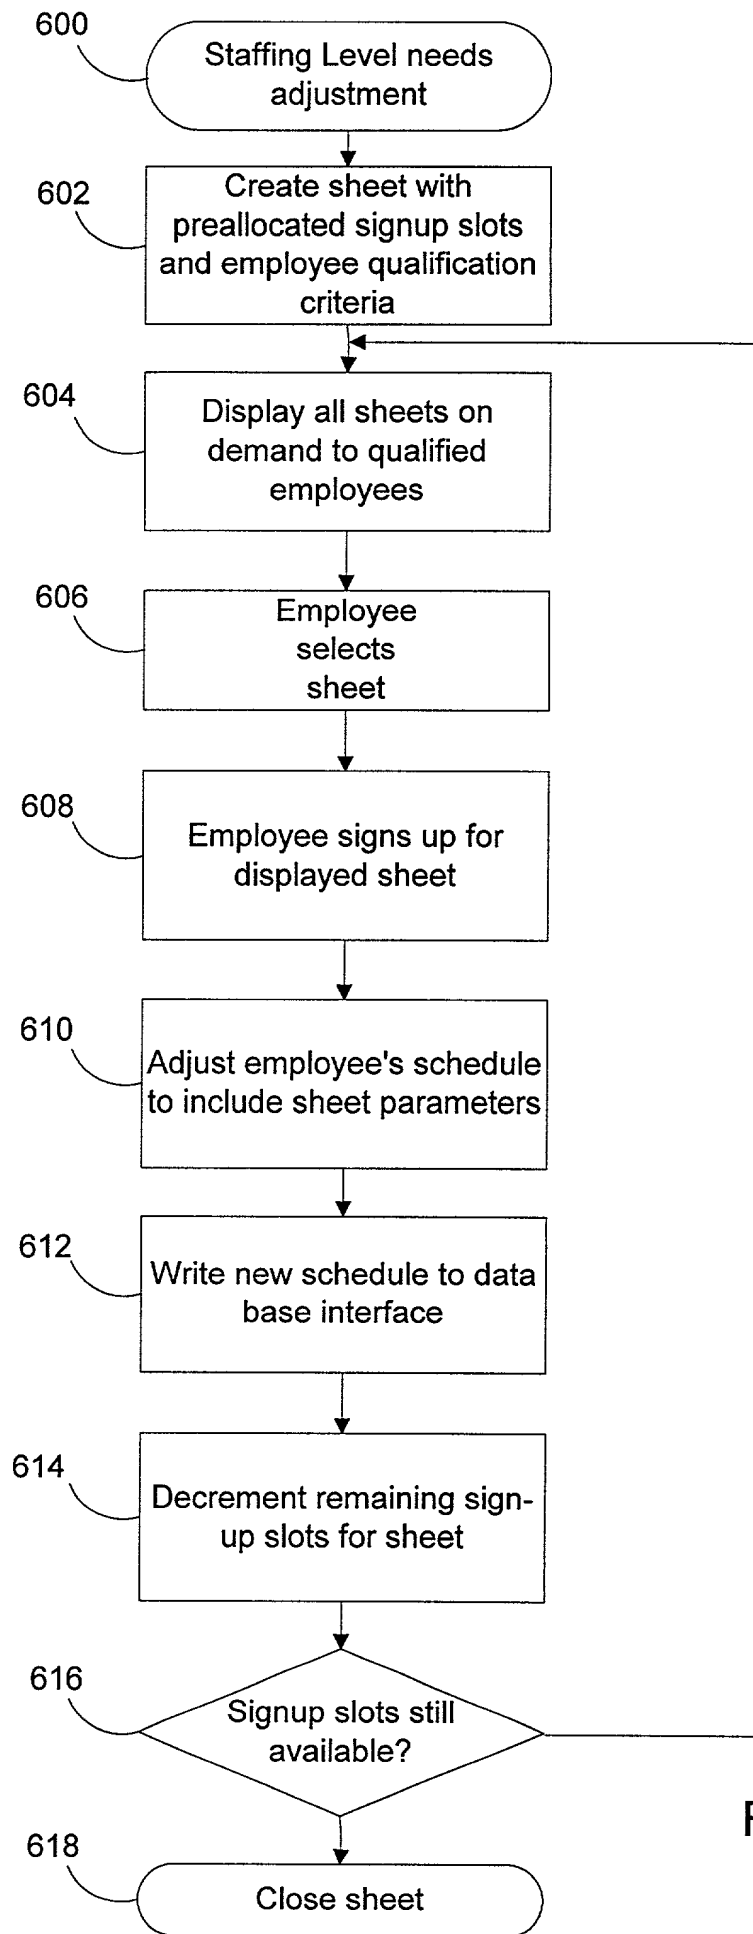 600
Staffing Level needs
adjustment
602
Create sheet with
preallocated signup slots
and employee qualification
criteria
604
Display all sheets on
demand to qualified
employees
606
Employee
selects
sheet
608
Employee signs up for
displayed sheet
610
Adjust employee's schedule
to include sheet parameters
612
Write new schedule to data
base interface
614
Decrement remaining sign-
up slots for sheet
616
Signup slots still
available?
618
Close sheet